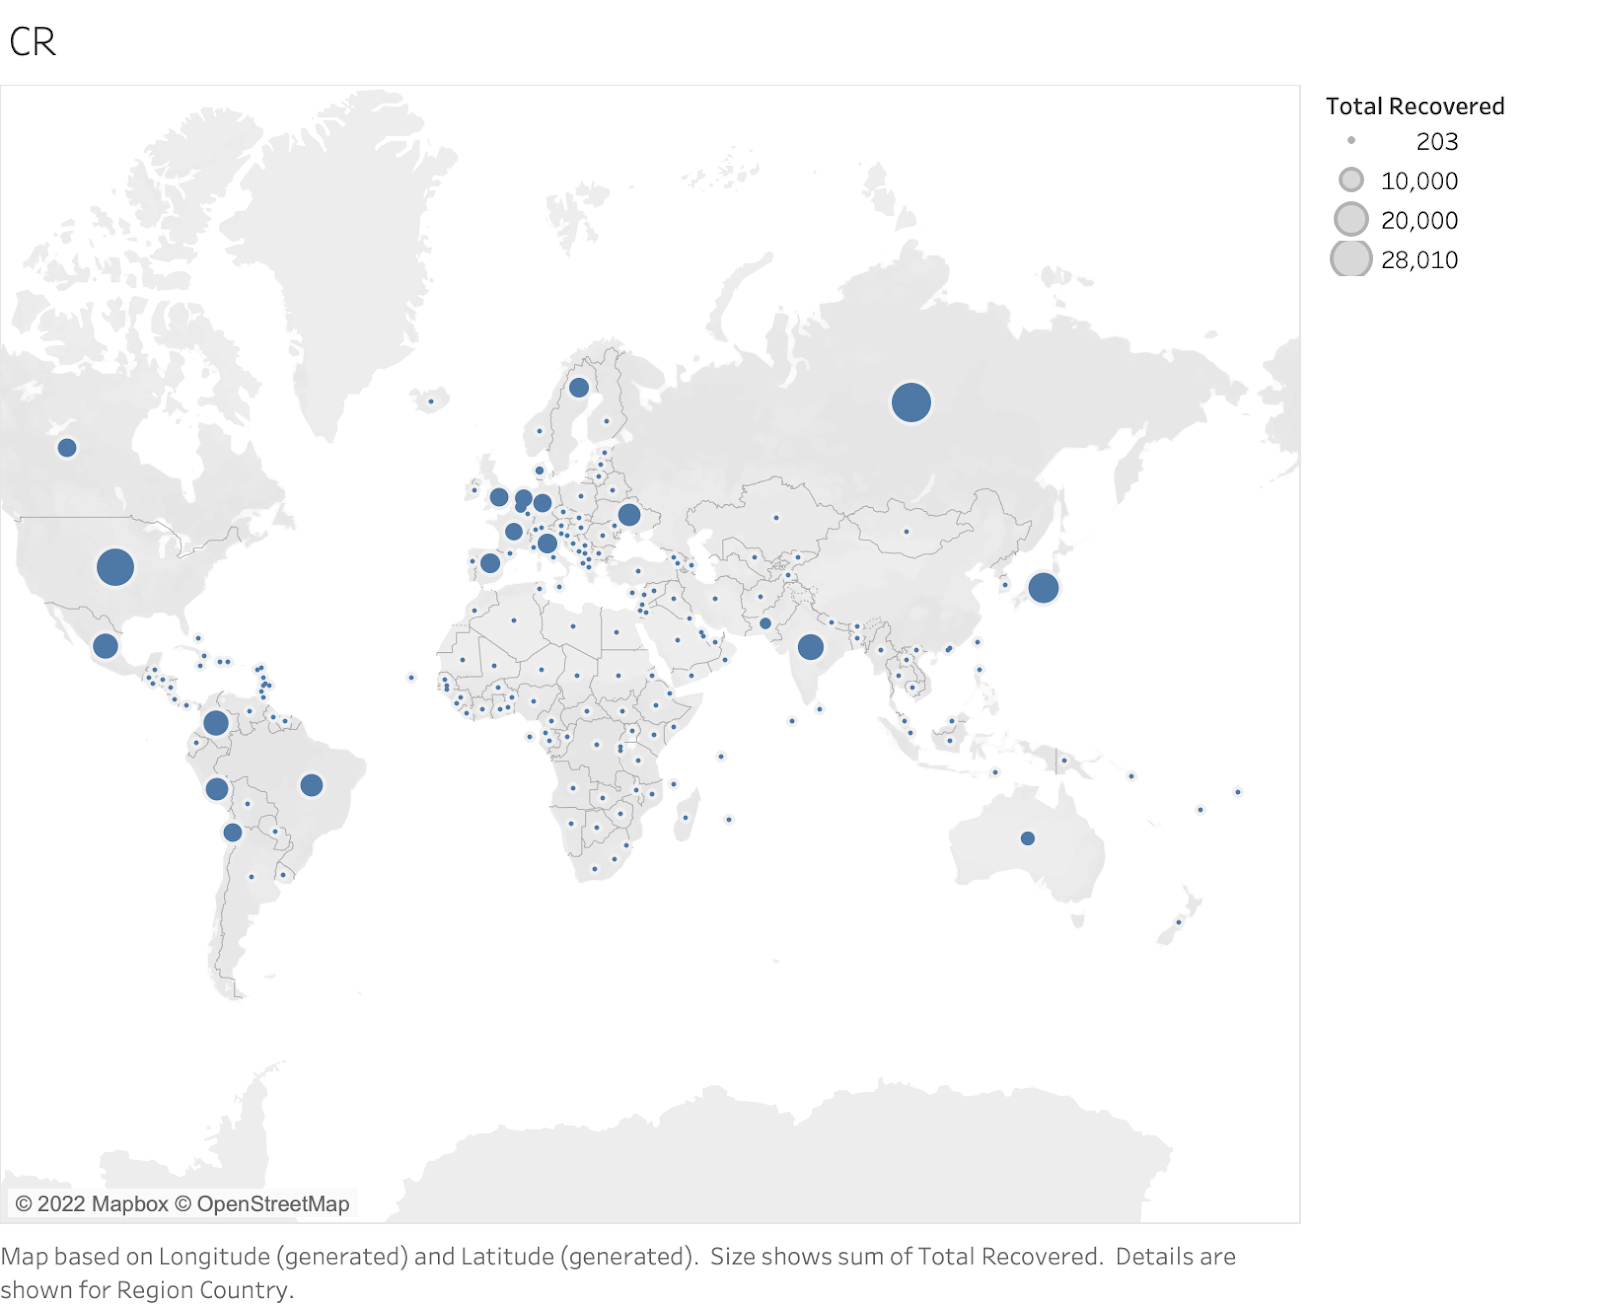 CR
Total Recovered
203
10,000
20,000
28,010
© 2022 Mapbox © OpenStreetMap
Map based on Longitude (generated) and Latitude (generated).  Size shows sum of Total Recovered.  Details are
shown for Region Country.